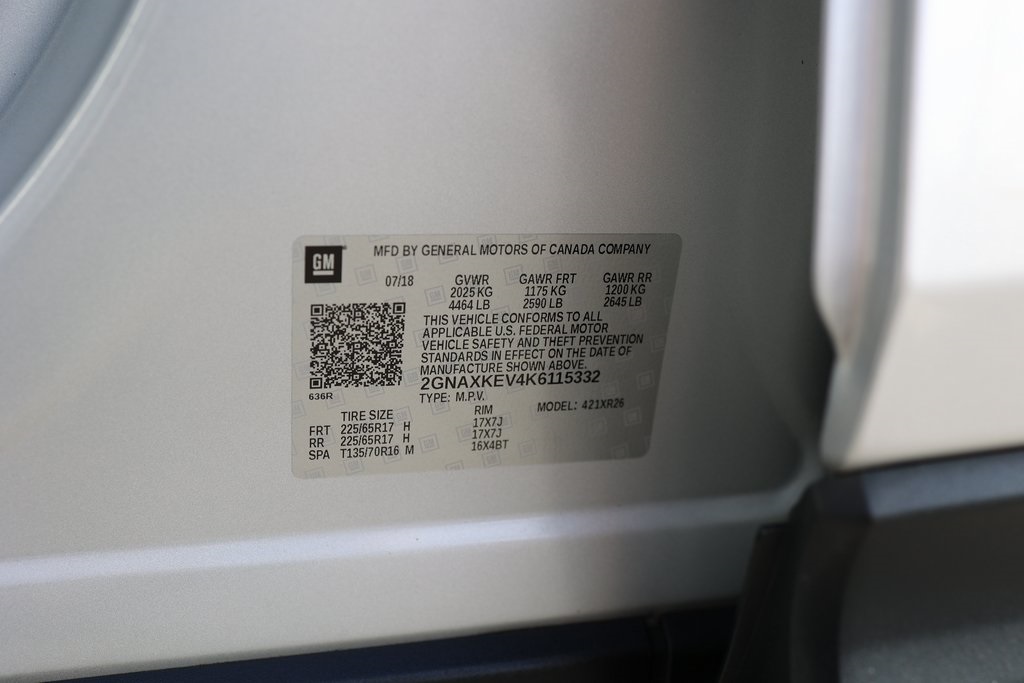 GM
MFD BY GENERAL MOTORS OF CANADA COMPANY
07/18 GVWR GAWR FRT GAWR RR
2025 KG 1175 KG 1200 KG
4464 LB 2590 LB 2645 LB
THIS VEHICLE CONFORMS TO ALL
APPLICABLE U.S. FEDERAL MOTOR
VEHICLE SAFETY AND THEFT PREVENTION
STANDARDS IN EFFECT ON THE DATE OF
MANUFACTURE SHOWN ABOVE.
2GNAXKEV4K6115332
636R
TYPE: M.P.V. MODEL: 421XR26
TIRE SIZE RIM
FRT 225/65R17 H 17X7J
RR 225/65R17 H 17X7J
SPA T135/70R16 M 16X4BT